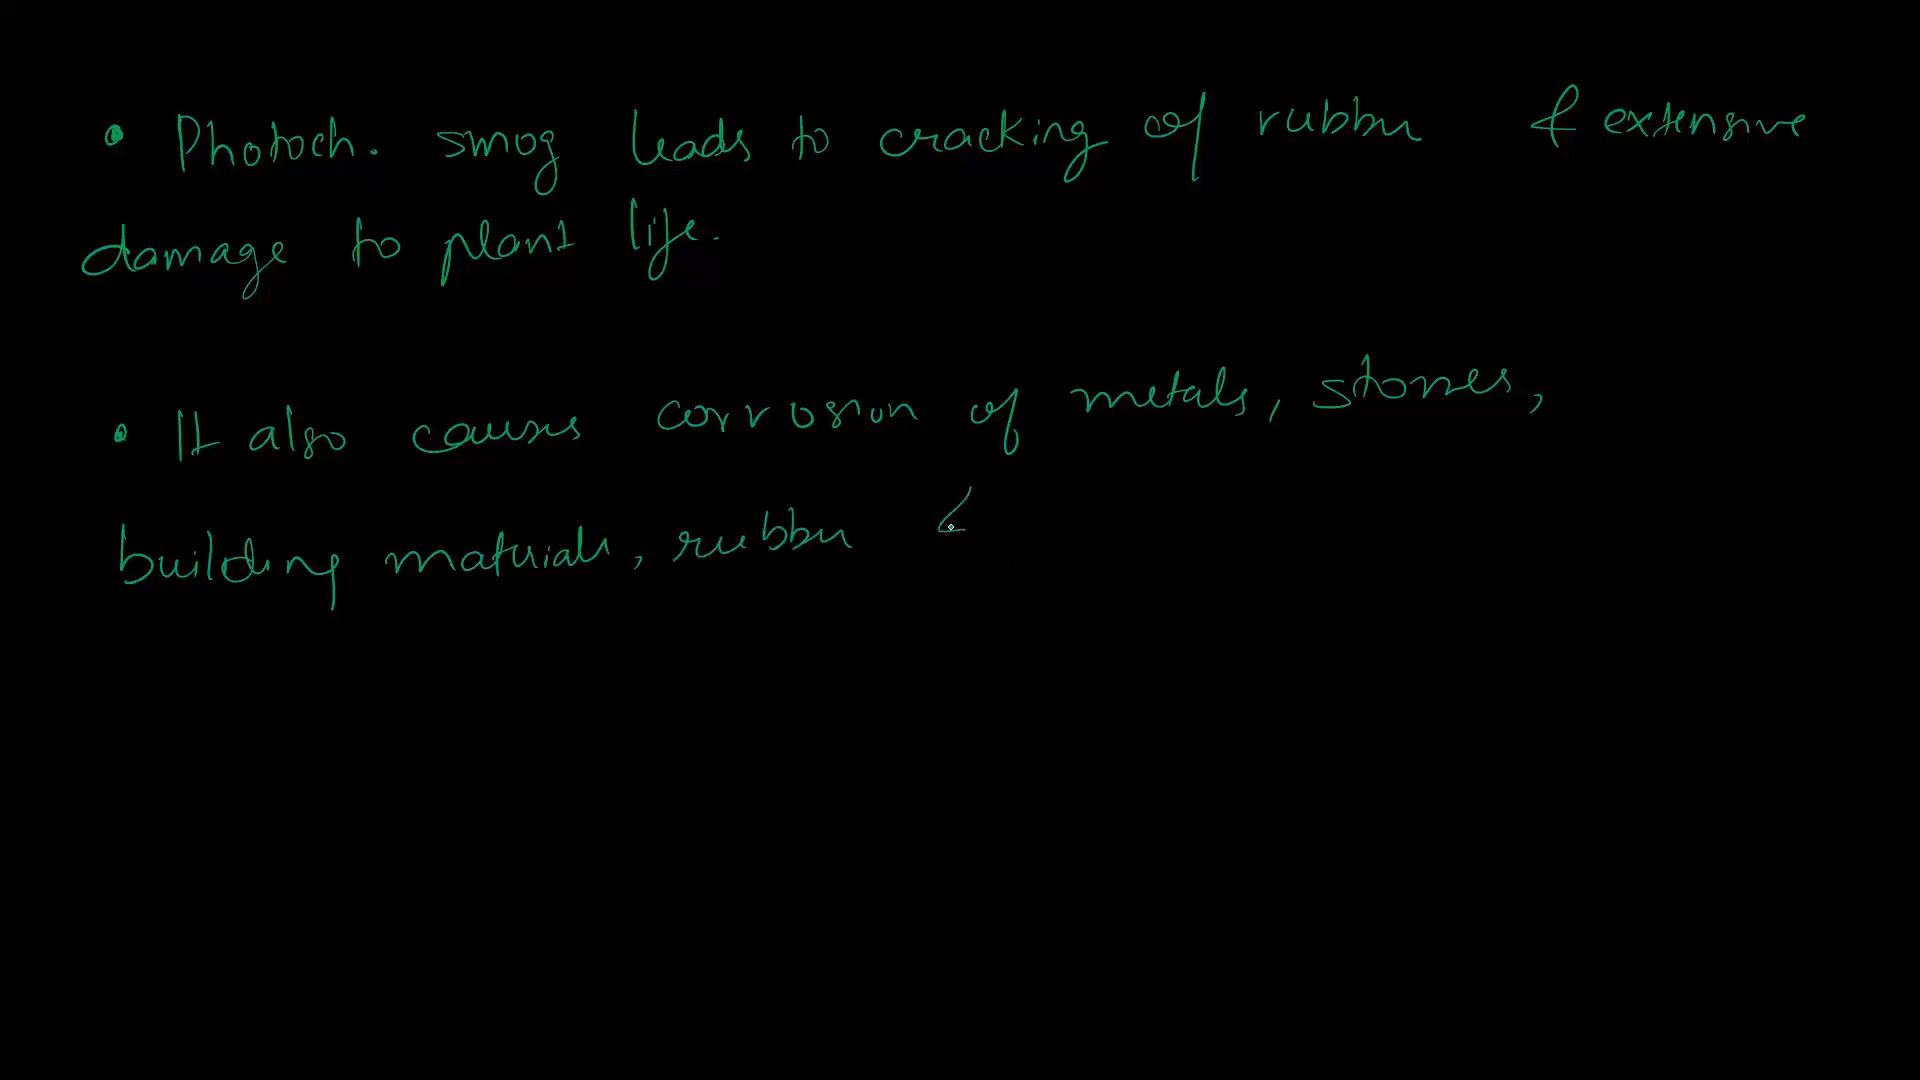 • Photoch. smog leads to cracking of rubber & extensive
damage to plant life.
• It also causes corrosion of metals, stones,
building materials, rubber